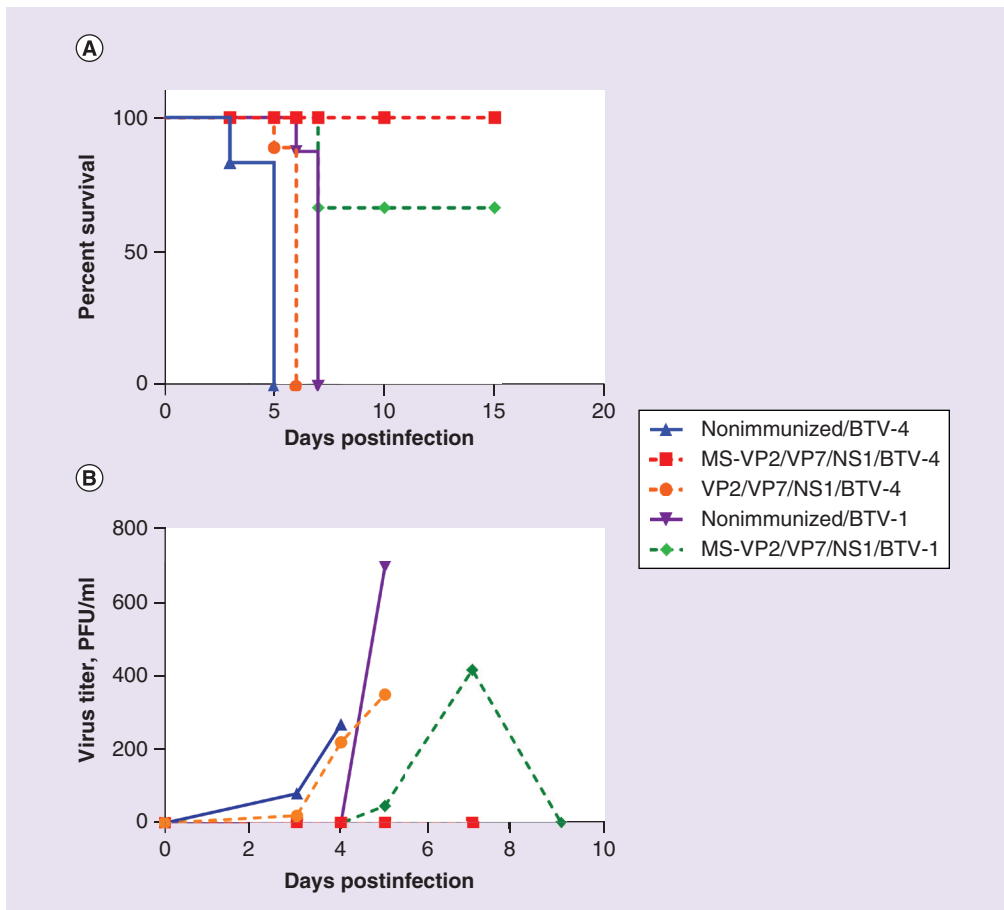 A
Percent survival
100
50
0
0 5 10 15 20
Days postinfection
B
Virus titer, PFU/ml
800
600
400
200
0
0 2 4 6 8 10
Days postinfection
Nonimmunized/BTV-4
MS-VP2/VP7/NS1/BTV-4
VP2/VP7/NS1/BTV-4
Nonimmunized/BTV-1
MS-VP2/VP7/NS1/BTV-1